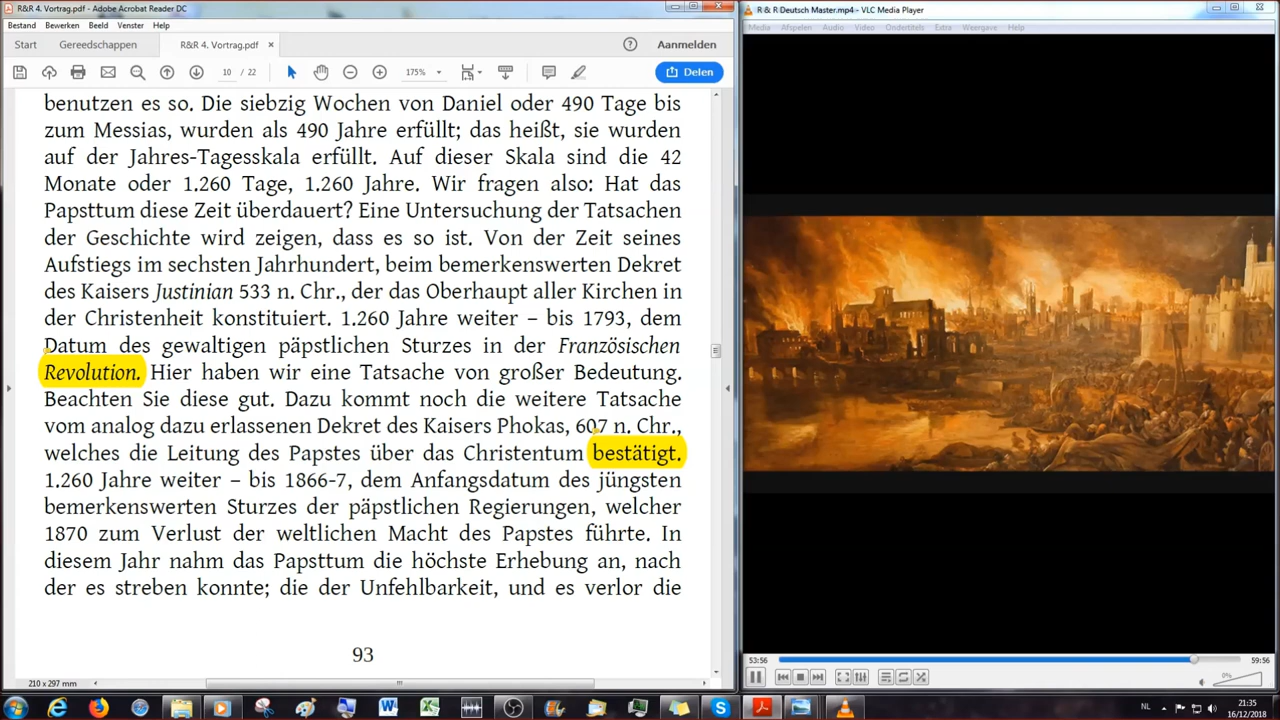 R&R 4. Vortrag.pdf - Adobe Acrobat Reader DC
Bestand Bewerken Beeld Venster Help
Start Gereedschappen R&R 4. Vortrag.pdf × Aanmelden
10 / 22 175% Delen
benutzen es so. Die siebzig Wochen von Daniel oder 490 Tage bis
zum Messias, wurden als 490 Jahre erfüllt; das heißt, sie wurden
auf der Jahres-Tagesskala erfüllt. Auf dieser Skala sind die 42
Monate oder 1.260 Tage, 1.260 Jahre. Wir fragen also: Hat das
Papsttum diese Zeit überdauert? Eine Untersuchung der Tatsachen
der Geschichte wird zeigen, dass es so ist. Von der Zeit seines
Aufstiegs im sechsten Jahrhundert, beim bemerkenswerten Dekret
des Kaisers Justinian 533 n. Chr., der das Oberhaupt aller Kirchen in
der Christenheit konstituiert. 1.260 Jahre weiter – bis 1793, dem
Datum des gewaltigen päpstlichen Sturzes in der Französischen
Revolution. Hier haben wir eine Tatsache von großer Bedeutung.
Beachten Sie diese gut. Dazu kommt noch die weitere Tatsache
vom analog dazu erlassenen Dekret des Kaisers Phokas, 607 n. Chr.,
welches die Leitung des Papstes über das Christentum bestätigt.
1.260 Jahre weiter – bis 1866-7, dem Anfangsdatum des jüngsten
bemerkenswerten Sturzes der päpstlichen Regierungen, welcher
1870 zum Verlust der weltlichen Macht des Papstes führte. In
diesem Jahr nahm das Papsttum die höchste Erhebung an, nach
der es streben konnte; die der Unfehlbarkeit, und es verlor die
93
210 x 297 mm
R & R Deutsch Master.mp4 - VLC Media Player
Media Afspelen Audio Video Ondertitels Extra Weergave Help
53:56 59:56
0%
NL 21:35
16/12/2018